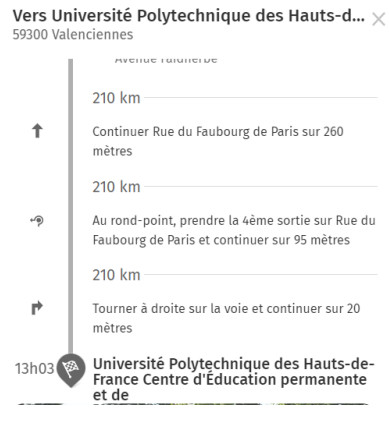 Vers Université Polytechnique des Hauts-d...
59300 Valenciennes
Avenue Faidherbe
210 km
Continuer Rue du Faubourg de Paris sur 260
mètres
210 km
Au rond-point, prendre la 4ème sortie sur Rue du
Faubourg de Paris et continuer sur 95 mètres
210 km
Tourner à droite sur la voie et continuer sur 20
mètres
13h03
Université Polytechnique des Hauts-de-
France Centre d'Éducation permanente
et de